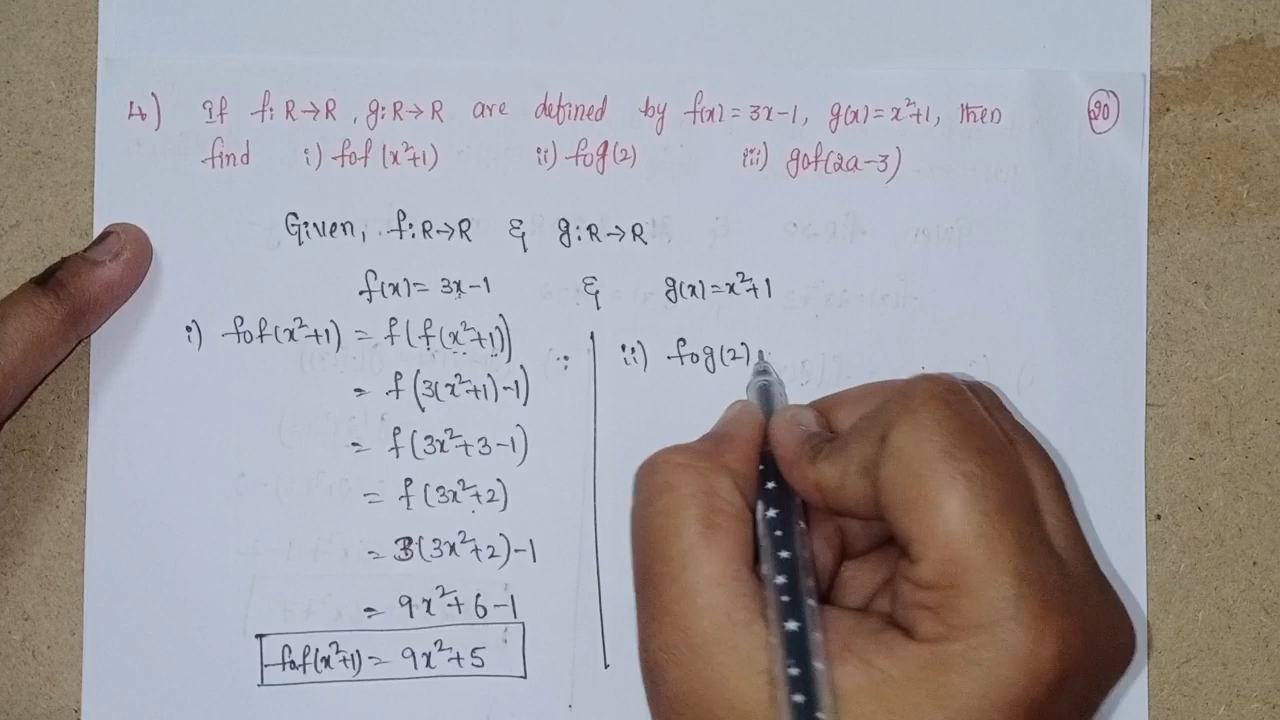 4) If f:R→R, g:R→R are defined by f(x)=3x-1, g(x)=x²+1, then
find i) fof(x²+1) ii) fog(2) iii) gof(2a-3)
20
Given, f:R→R & g:R→R
f(x)=3x-1 & g(x)=x²+1
i) fof(x²+1) = f(f(x²+1))
= f(3(x²+1)-1)
= f(3x²+3-1)
= f(3x²+2)
= 3(3x²+2)-1
= 9x²+6-1
fof(x²+1) = 9x²+5
ii) fog(2)